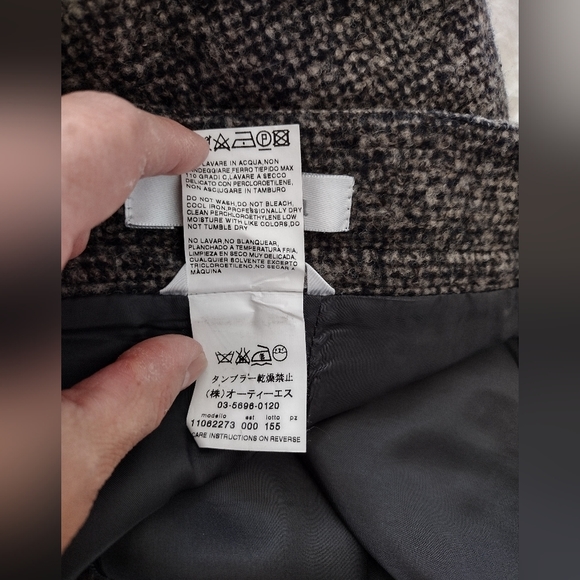 LAVARE IN ACQUA,NON
CANDEGGIARE,FERRO TIEPIDO MAX
110 GRADI C,LAVARE A SECCO
DELICATO CON PERCLOROETILENE,
NON ASCIUGARE IN TAMBURO
DO NOT WASH,DO NOT BLEACH,
COOL IRON,PROFESSIONALLY DRY
CLEAN PERCHLOROETHYLENE LOW
MOISTURE WITH LIKE COLORS,DO
NOT TUMBLE DRY
NO LAVAR,NO BLANQUEAR,
PLANCHADO A TEMPERATURA FRIA,
LIMPIEZA EN SECO MUY DELICADA,
CUALQUIER SOLVENTE EXCEPTO
TRICLOROETILENO,NO SECAR A
MÁQUINA
タンブラー乾燥禁止
(株)オーティーエス
03-5696-0120
modello est lotto pz
11062273 000 155
CARE INSTRUCTIONS ON REVERSE